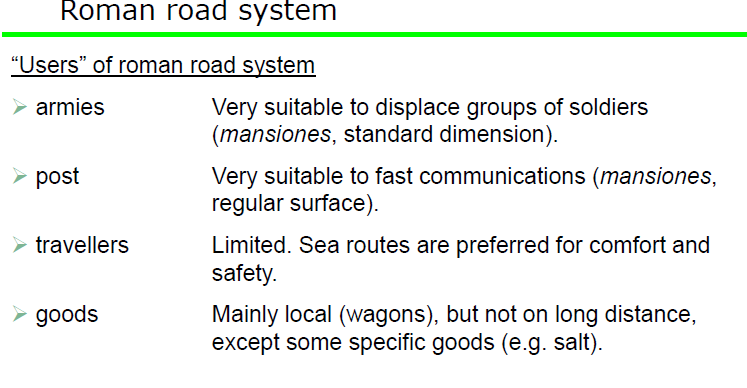 Roman road system
“Users” of roman road system
armies Very suitable to displace groups of soldiers
(mansiones, standard dimension).
post Very suitable to fast communications (mansiones,
regular surface).
travellers Limited. Sea routes are preferred for comfort and
safety.
goods Mainly local (wagons), but not on long distance,
except some specific goods (e.g. salt).